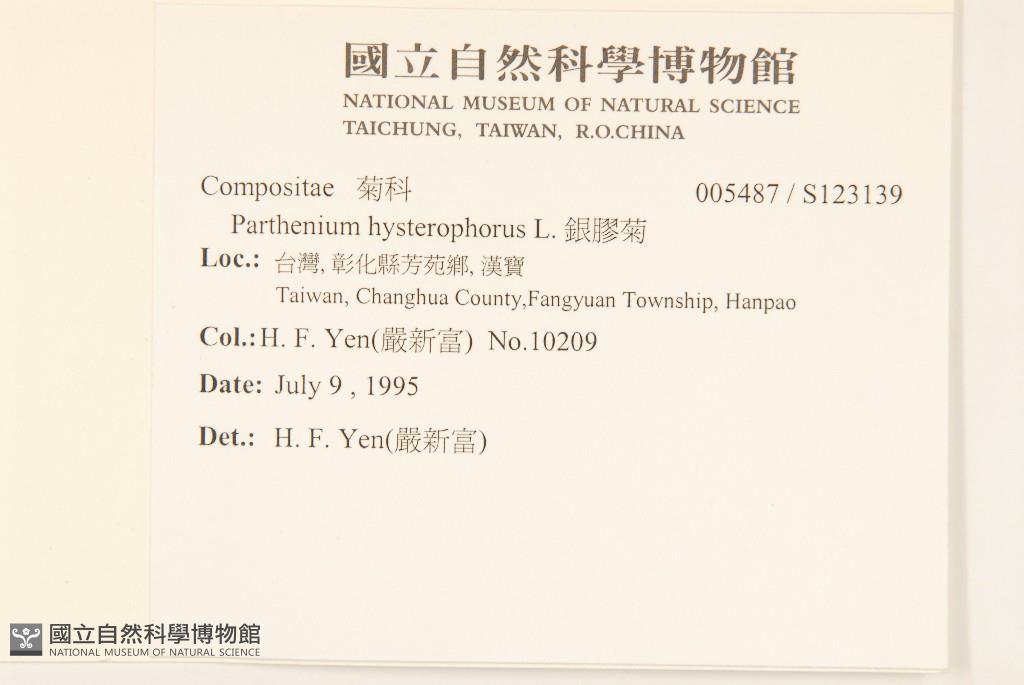 國立自然科學博物館
NATIONAL MUSEUM OF NATURAL SCIENCE
TAICHUNG, TAIWAN, R.O.CHINA
Compositae 菊科 005487 / S123139
Parthenium hysterophorus L. 銀膠菊
Loc.: 台灣, 彰化縣芳苑鄉, 漢寶
Taiwan, Changhua County,Fangyuan Township, Hanpao
Col.:H. F. Yen(嚴新富) No.10209
Date: July 9 , 1995
Det.: H. F. Yen(嚴新富)
國立自然科學博物館
NATIONAL MUSEUM OF NATURAL SCIENCE